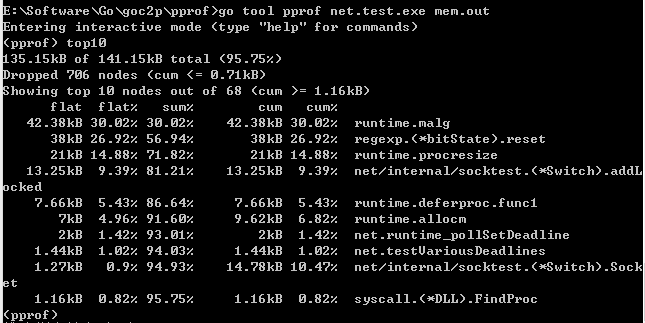 E:\Software\Go\goc2p\pprof>go tool pprof net.test.exe mem.out
Entering interactive mode (type "help" for commands)
(pprof) top10
135.15kB of 141.15kB total (95.75%)
Dropped 706 nodes (cum <= 0.71kB)
Showing top 10 nodes out of 68 (cum >= 1.16kB)
flat flat% sum% cum cum%
42.38kB 30.02% 30.02% 42.38kB 30.02% runtime.malg
38kB 26.92% 56.94% 38kB 26.92% regexp.(*bitState).reset
21kB 14.88% 71.82% 21kB 14.88% runtime.procresize
13.25kB 9.39% 81.21% 13.25kB 9.39% net/internal/socktest.(*Switch).addL
ocked
7.66kB 5.43% 86.64% 7.66kB 5.43% runtime.deferproc.func1
7kB 4.96% 91.60% 9.62kB 6.82% runtime.allocm
2kB 1.42% 93.01% 2kB 1.42% net.runtime_pollSetDeadline
1.44kB 1.02% 94.03% 1.44kB 1.02% net.testVariousDeadlines
1.27kB 0.9% 94.93% 14.78kB 10.47% net/internal/socktest.(*Switch).Sock
et
1.16kB 0.82% 95.75% 1.16kB 0.82% syscall.(*DLL).FindProc
(pprof)